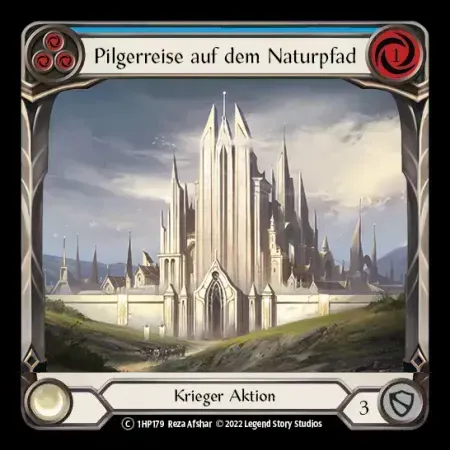 Pilgerreise auf dem Naturpfad
1
Krieger Aktion
3
C 1HP179 Reza Afshar © 2022 Legend Story Studios